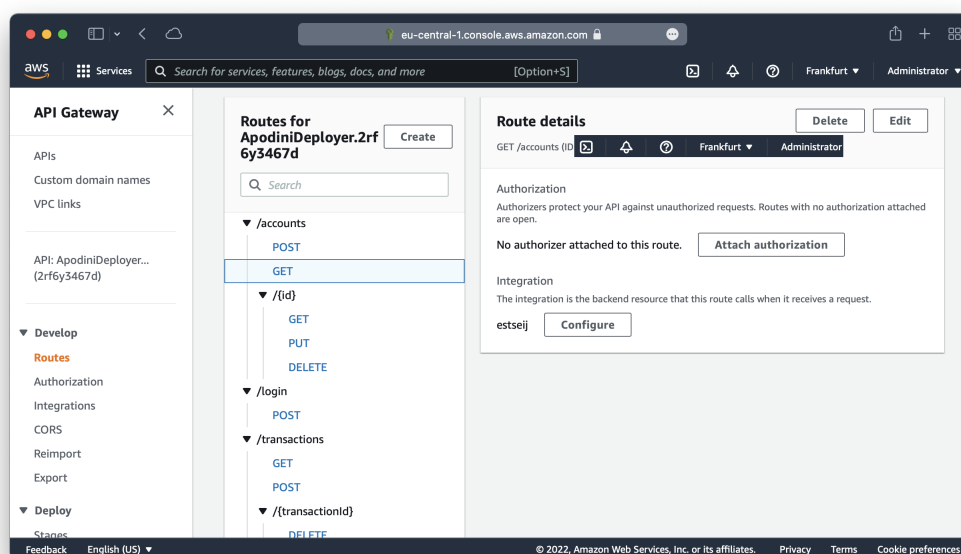 eu-central-1.console.aws.amazon.com
aws Services Search for services, features, blogs, docs, and more [Option+S] Frankfurt ▼ Administrator ▼
API Gateway
APIs
Custom domain names
VPC links
API: ApodiniDeployer...
(2rf6y3467d)
▼ Develop
Routes
Authorization
Integrations
CORS
Reimport
Export
▼ Deploy
Stages
Routes for
ApodiniDeployer.2rf
6y3467d
Create
Search
▼ /accounts
POST
GET
▼ /{id}
GET
PUT
DELETE
▼ /login
POST
▼ /transactions
GET
POST
▼ /{transactionId}
DELETE
Route details
Delete Edit
GET /accounts (ID Frankfurt ▼ Administrator
Authorization
Authorizers protect your API against unauthorized requests. Routes with no authorization attached
are open.
No authorizer attached to this route. Attach authorization
Integration
The integration is the backend resource that this route calls when it receives a request.
estseij Configure
Feedback English (US) ▼ © 2022, Amazon Web Services, Inc. or its affiliates. Privacy Terms Cookie preferences